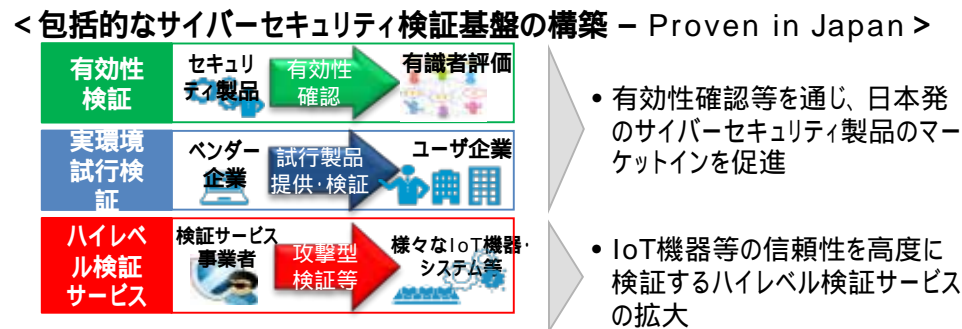 <包括的なサイバーセキュリティ検証基盤の構築 – Proven in Japan>
有効性
検証
セキュリ
ティ製品
有効性
確認
有識者評価
実環境
試行検
証
ベンダー
企業
試行製品
提供・検証
ユーザ企業
ハイレベ
ル検証
サービス
検証サービス
事業者
攻撃型
検証等
様々なIoT機器・
システム等
• 有効性確認等を通じ、日本発
のサイバーセキュリティ製品のマー
ケットインを促進
• IoT機器等の信頼性を高度に
検証するハイレベル検証サービス
の拡大